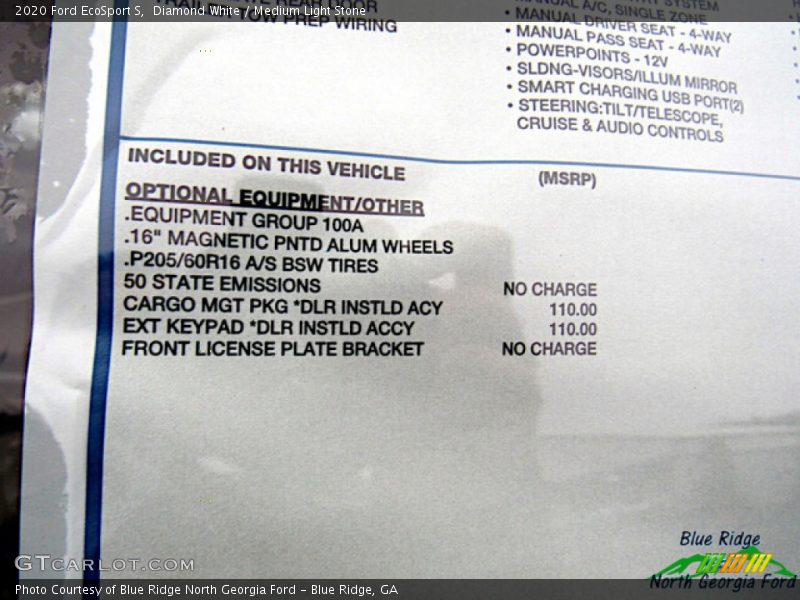 2020 Ford EcoSport S,  Diamond White / Medium Light Stone
PREP WIRING
MANUAL A/C, SINGLE ZONE
• MANUAL DRIVER SEAT - 4-WAY
• MANUAL PASS SEAT - 4-WAY
• POWERPOINTS - 12V
• SLDNG-VISORS/ILLUM MIRROR
• SMART CHARGING USB PORT(2)
• STEERING:TILT/TELESCOPE,
CRUISE & AUDIO CONTROLS
INCLUDED ON THIS VEHICLE (MSRP)
OPTIONAL EQUIPMENT/OTHER
.EQUIPMENT GROUP 100A
.16" MAGNETIC PNTD ALUM WHEELS
.P205/60R16 A/S BSW TIRES
50 STATE EMISSIONS NO CHARGE
CARGO MGT PKG *DLR INSTLD ACY 110.00
EXT KEYPAD *DLR INSTLD ACCY 110.00
FRONT LICENSE PLATE BRACKET NO CHARGE
Blue Ridge
North Georgia Ford
GTCARLOT.COM
Photo Courtesy of Blue Ridge North Georgia Ford – Blue Ridge, GA